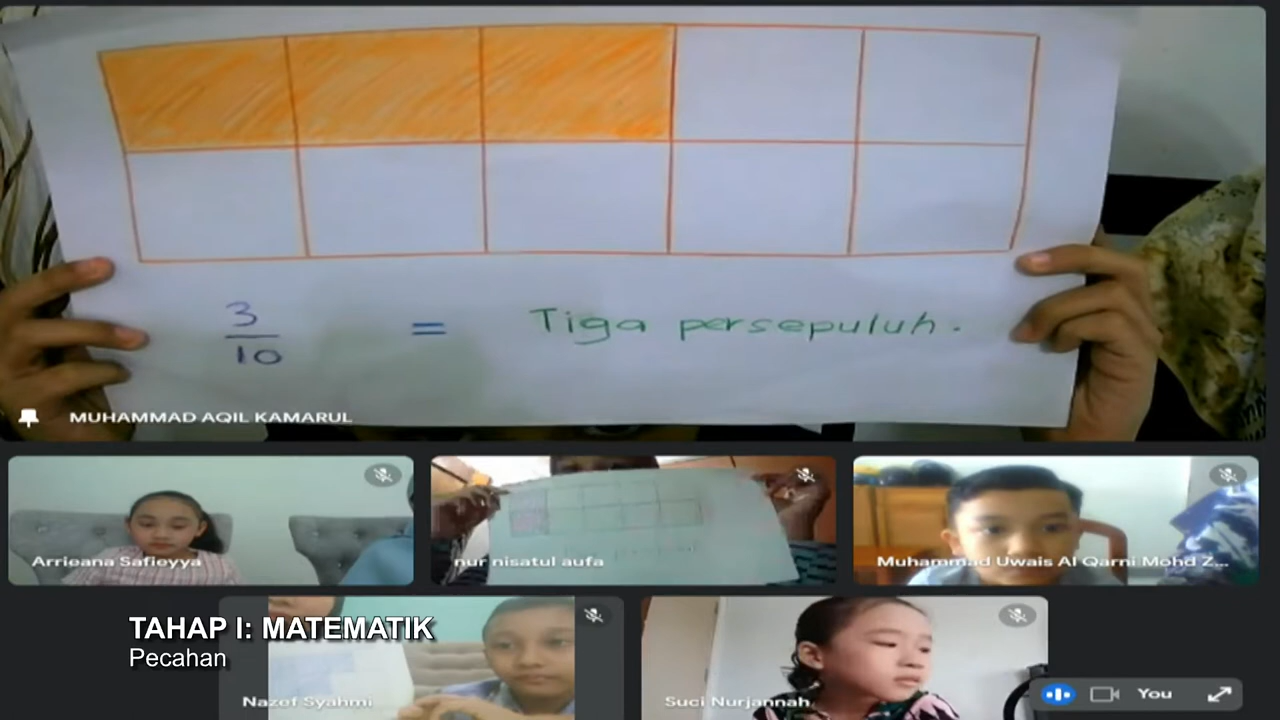 3
10
= Tiga persepuluh.
MUHAMMAD AQIL KAMARUL
Arrieana Safieyya
nur nisatul aufa
Muhammad Uwais Al Qarni Mohd Z...
TAHAP I: MATEMATIK
Pecahan
Nazef Syahmi
Suci Nurjannah
You